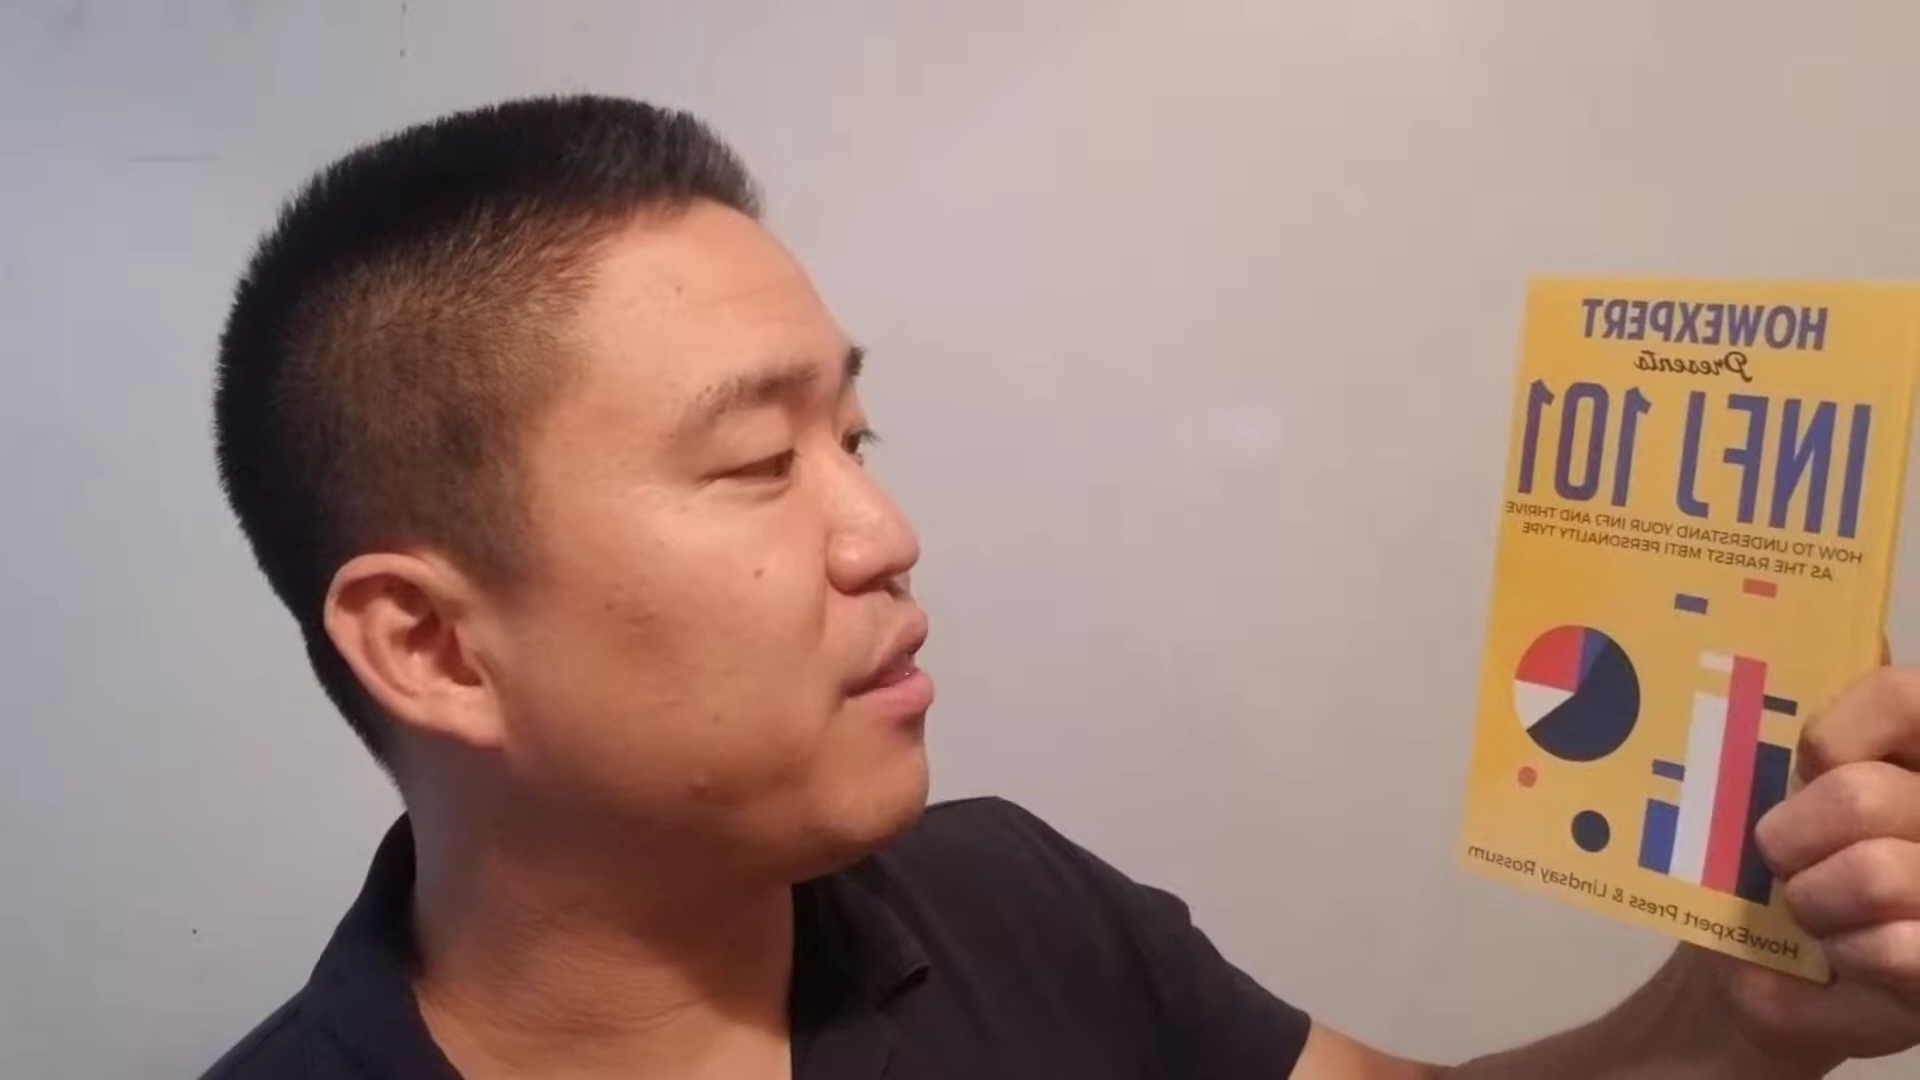 HOWEXPERT
Presents
INFJ 101
HOW TO UNDERSTAND YOUR INFJ AND THRIVE
AS THE RAREST MBTI PERSONALITY TYPE
HowExpert Press & Lindsay Rossum